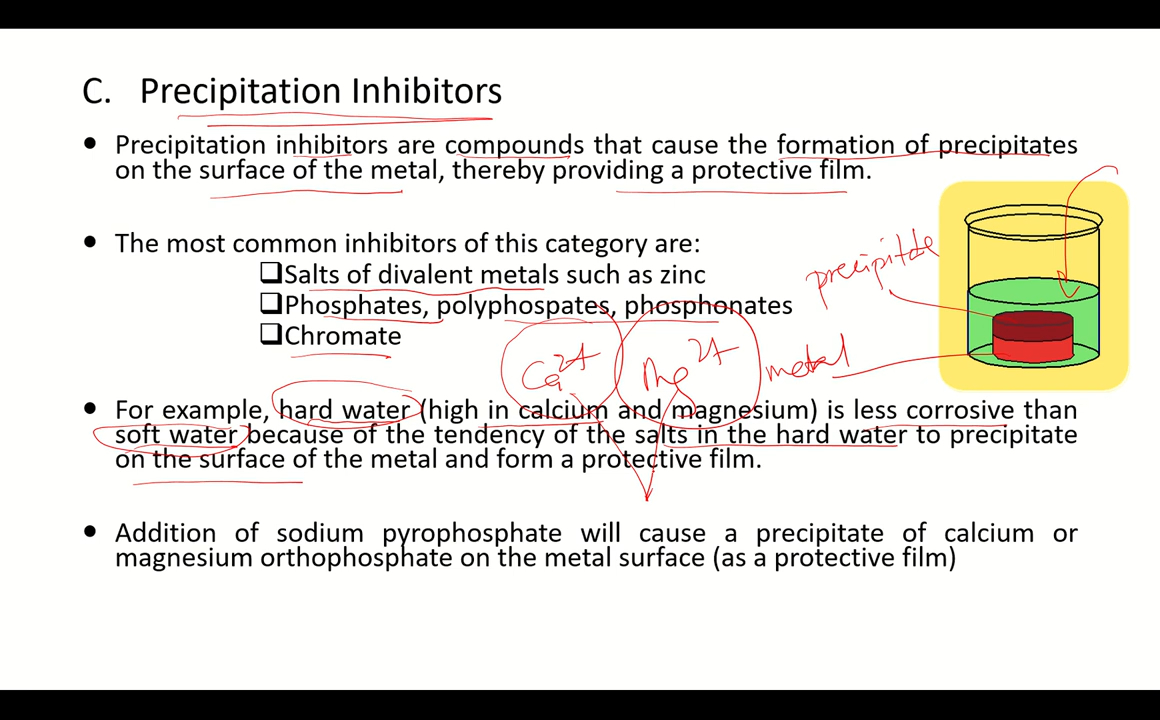 C. Precipitation Inhibitors
• Precipitation inhibitors are compounds that cause the formation of precipitates
on the surface of the metal, thereby providing a protective film.
• The most common inhibitors of this category are:
❑Salts of divalent metals such as zinc
❑Phosphates, polyphospates, phosphonates
❑Chromate
precipitate
metal
Ca2+ Mg2+
• For example, hard water (high in calcium and magnesium) is less corrosive than
soft water because of the tendency of the salts in the hard water to precipitate
on the surface of the metal and form a protective film.
• Addition of sodium pyrophosphate will cause a precipitate of calcium or
magnesium orthophosphate on the metal surface (as a protective film)